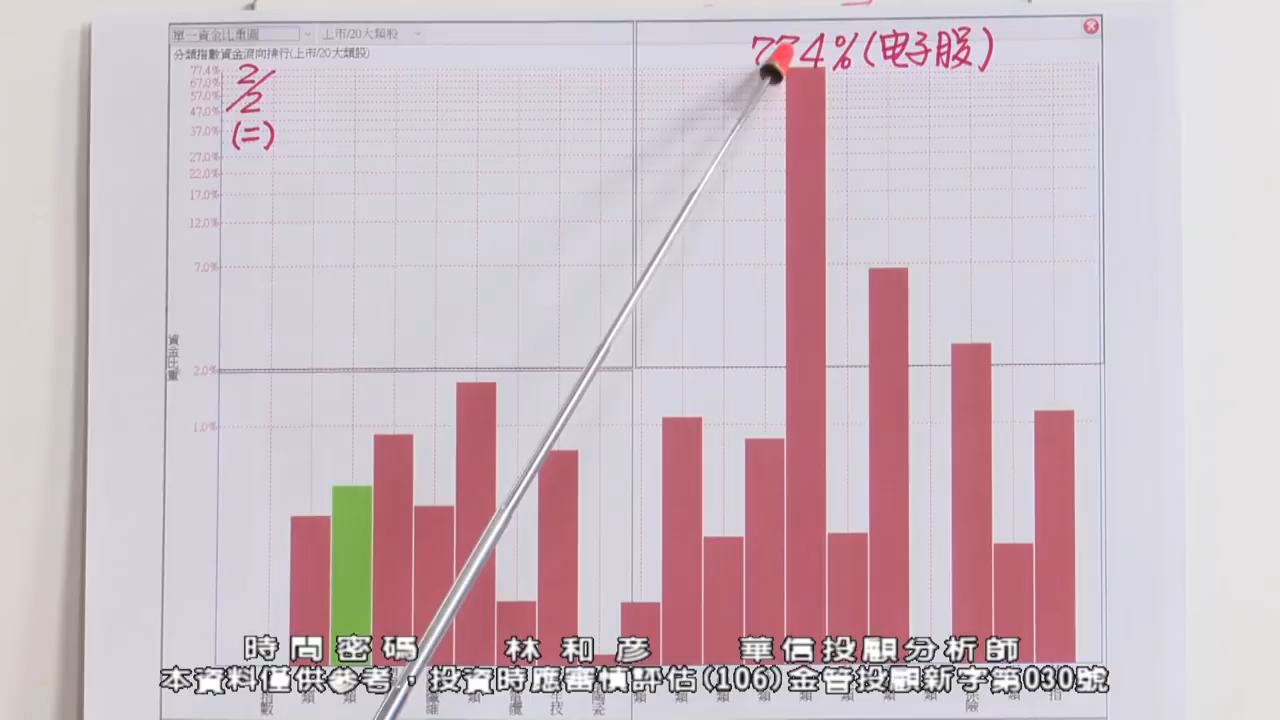 單一資金比重圖 上市/20大類股
分類指數資金流向排行(上市/20大類股)
77.4%(电子股)
2/2
(二)
77.4%
67.0%
57.0%
47.0%
37.0%
27.0%
22.0%
17.0%
12.0%
7.0%
2.0%
1.0%
資金比重
時間密碼 林和彥 華信投顧分析師
本資料僅供參考，投資時應審慎評估(106)金管投顧新字第030號